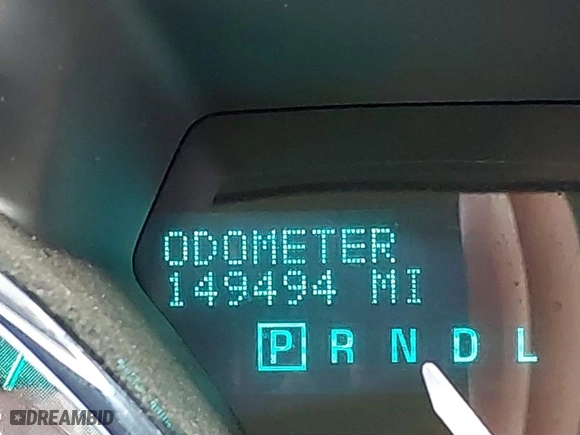 ODOMETER
149494 MI
P R N D L
DREAMBID